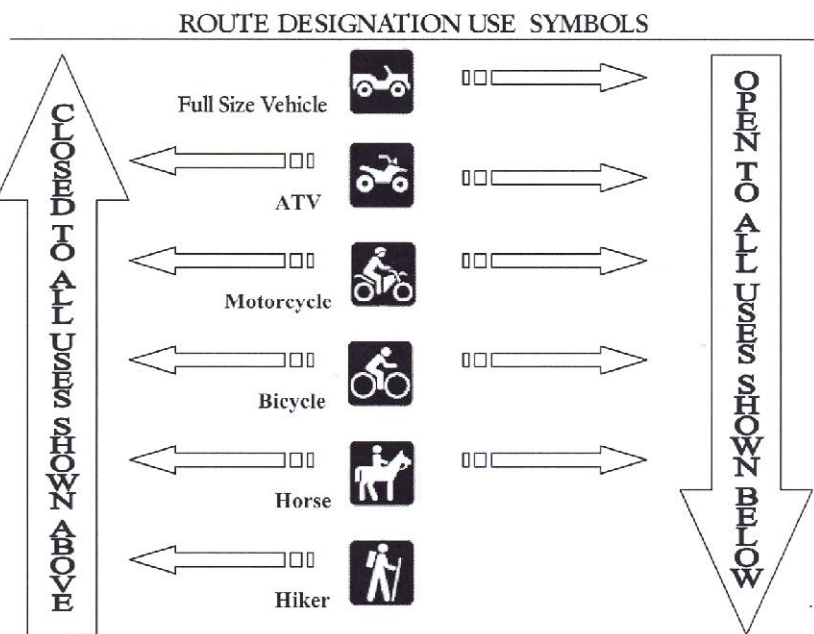 ROUTE DESIGNATION USE SYMBOLS
CLOSED TO ALL USES SHOWN ABOVE
Full Size Vehicle
ATV
Motorcycle
Bicycle
Horse
Hiker
OPEN TO ALL USES SHOWN BELOW